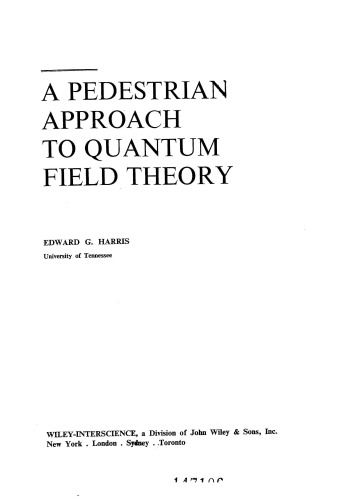 A PEDESTRIAN
APPROACH
TO QUANTUM
FIELD THEORY
EDWARD G. HARRIS
University of Tennessee
WILEY-INTERSCIENCE, a Division of John Wiley & Sons, Inc.
New York . London . Sydney . Toronto